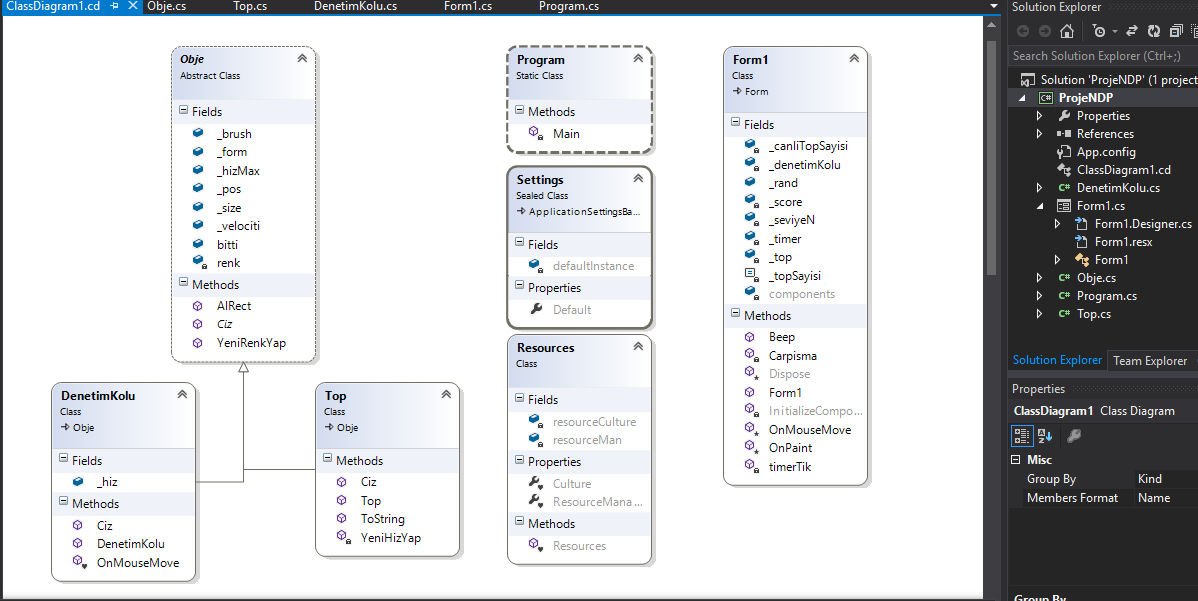 ClassDiagram1.cd
Obje.cs
Top.cs
DenetimKolu.cs
Form1.cs
Program.cs
Obje
Abstract Class
Fields
_brush
_form
_hizMax
_pos
_size
_velociti
bitti
renk
Methods
AlRect
Ciz
YeniRenkYap
DenetimKolu
Class
Obje
Fields
_hiz
Methods
Ciz
DenetimKolu
OnMouseMove
Top
Class
Obje
Methods
Ciz
Top
ToString
YeniHizYap
Program
Static Class
Methods
Main
Settings
Sealed Class
ApplicationSettingsBa...
Fields
defaultInstance
Properties
Default
Resources
Class
Fields
resourceCulture
resourceMan
Properties
Culture
ResourceMana...
Methods
Resources
Form1
Class
Form
Fields
_canliTopSayisi
_denetimKolu
_rand
_score
_seviyeN
_timer
_top
_topSayisi
components
Methods
Beep
Carpisma
Dispose
Form1
InitializeCompo...
OnMouseMove
OnPaint
timerTik
Solution Explorer
Search Solution Explorer (Ctrl+;)
Solution 'ProjeNDP' (1 project
C# ProjeNDP
Properties
References
App.config
ClassDiagram1.cd
C# DenetimKolu.cs
Form1.cs
Form1.Designer.cs
Form1.resx
Form1
C# Obje.cs
C# Program.cs
C# Top.cs
Solution Explorer
Team Explorer
Properties
ClassDiagram1 Class Diagram
Misc
Group By Kind
Members Format Name
Group By